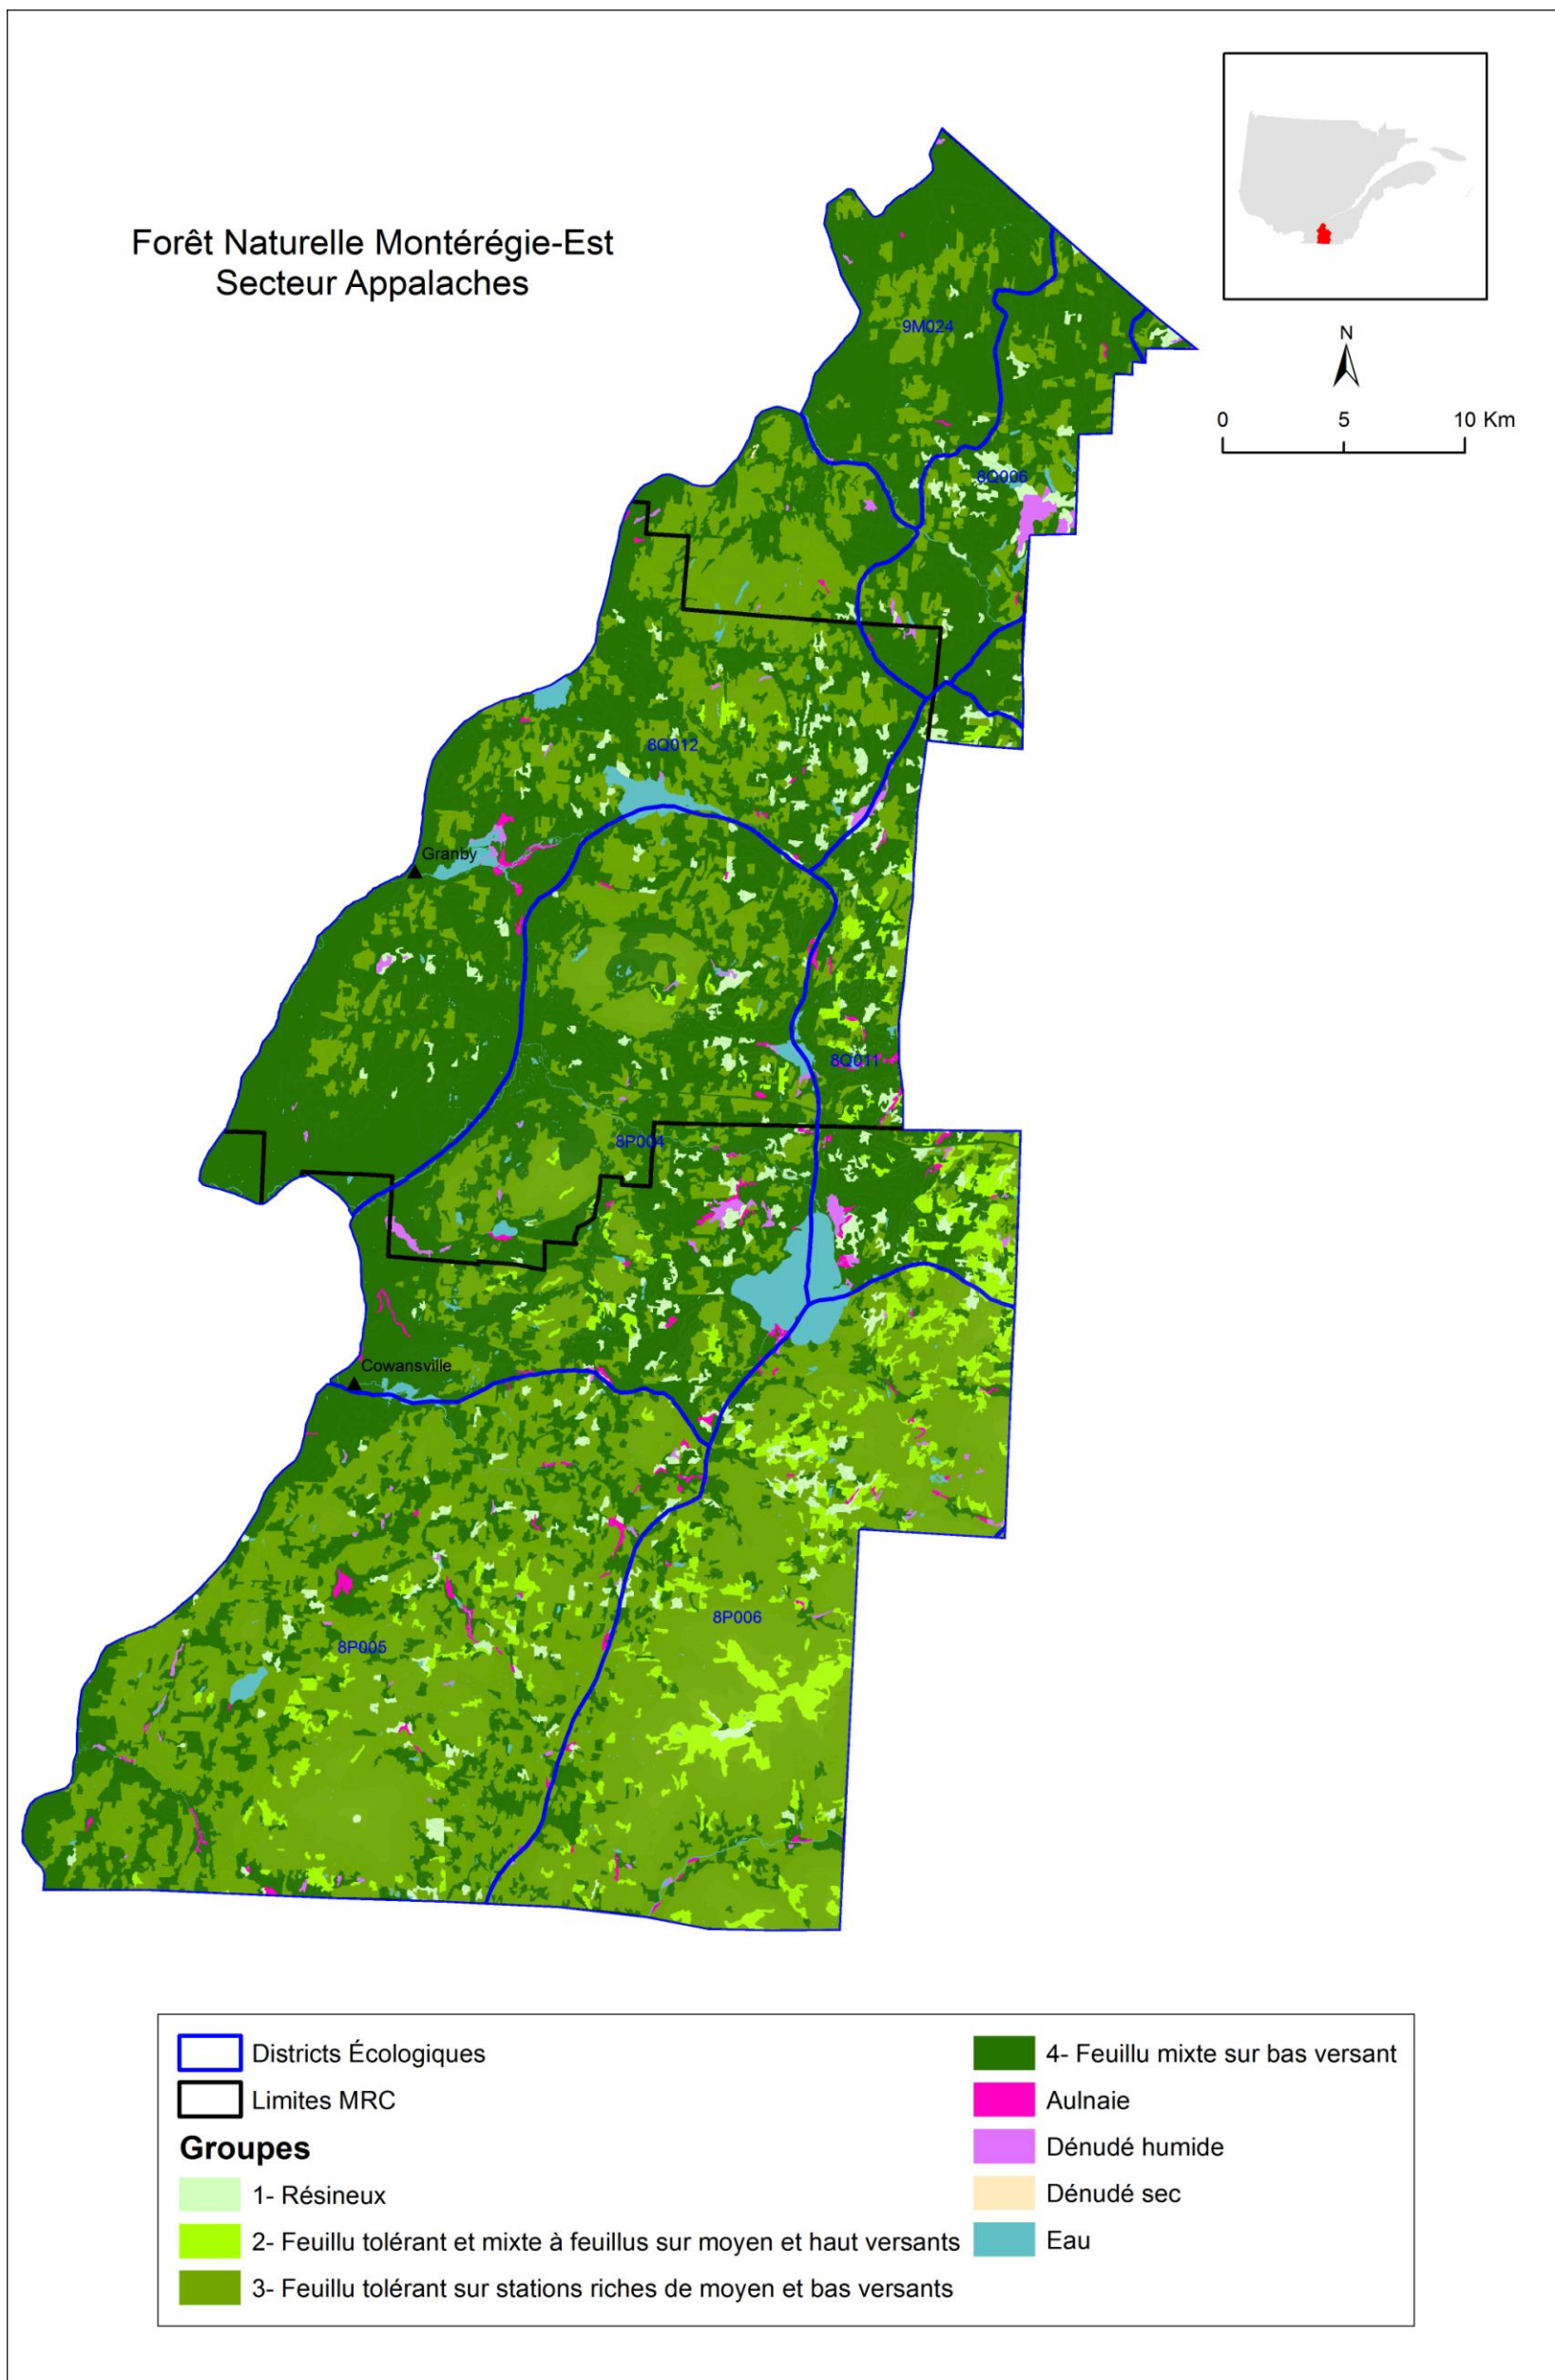 Forêt Naturelle Montérégie-Est
Secteur Appalaches
N
0 5 10 Km
9M024
8Q006
8Q012
Granby
8Q011
8P004
Cowansville
8P006
8P005
Districts Écologiques
Limites MRC
Groupes
1- Résineux
2- Feuillu tolérant et mixte à feuillus sur moyen et haut versants
3- Feuillu tolérant sur stations riches de moyen et bas versants
4- Feuillu mixte sur bas versant
Aulnaie
Dénudé humide
Dénudé sec
Eau